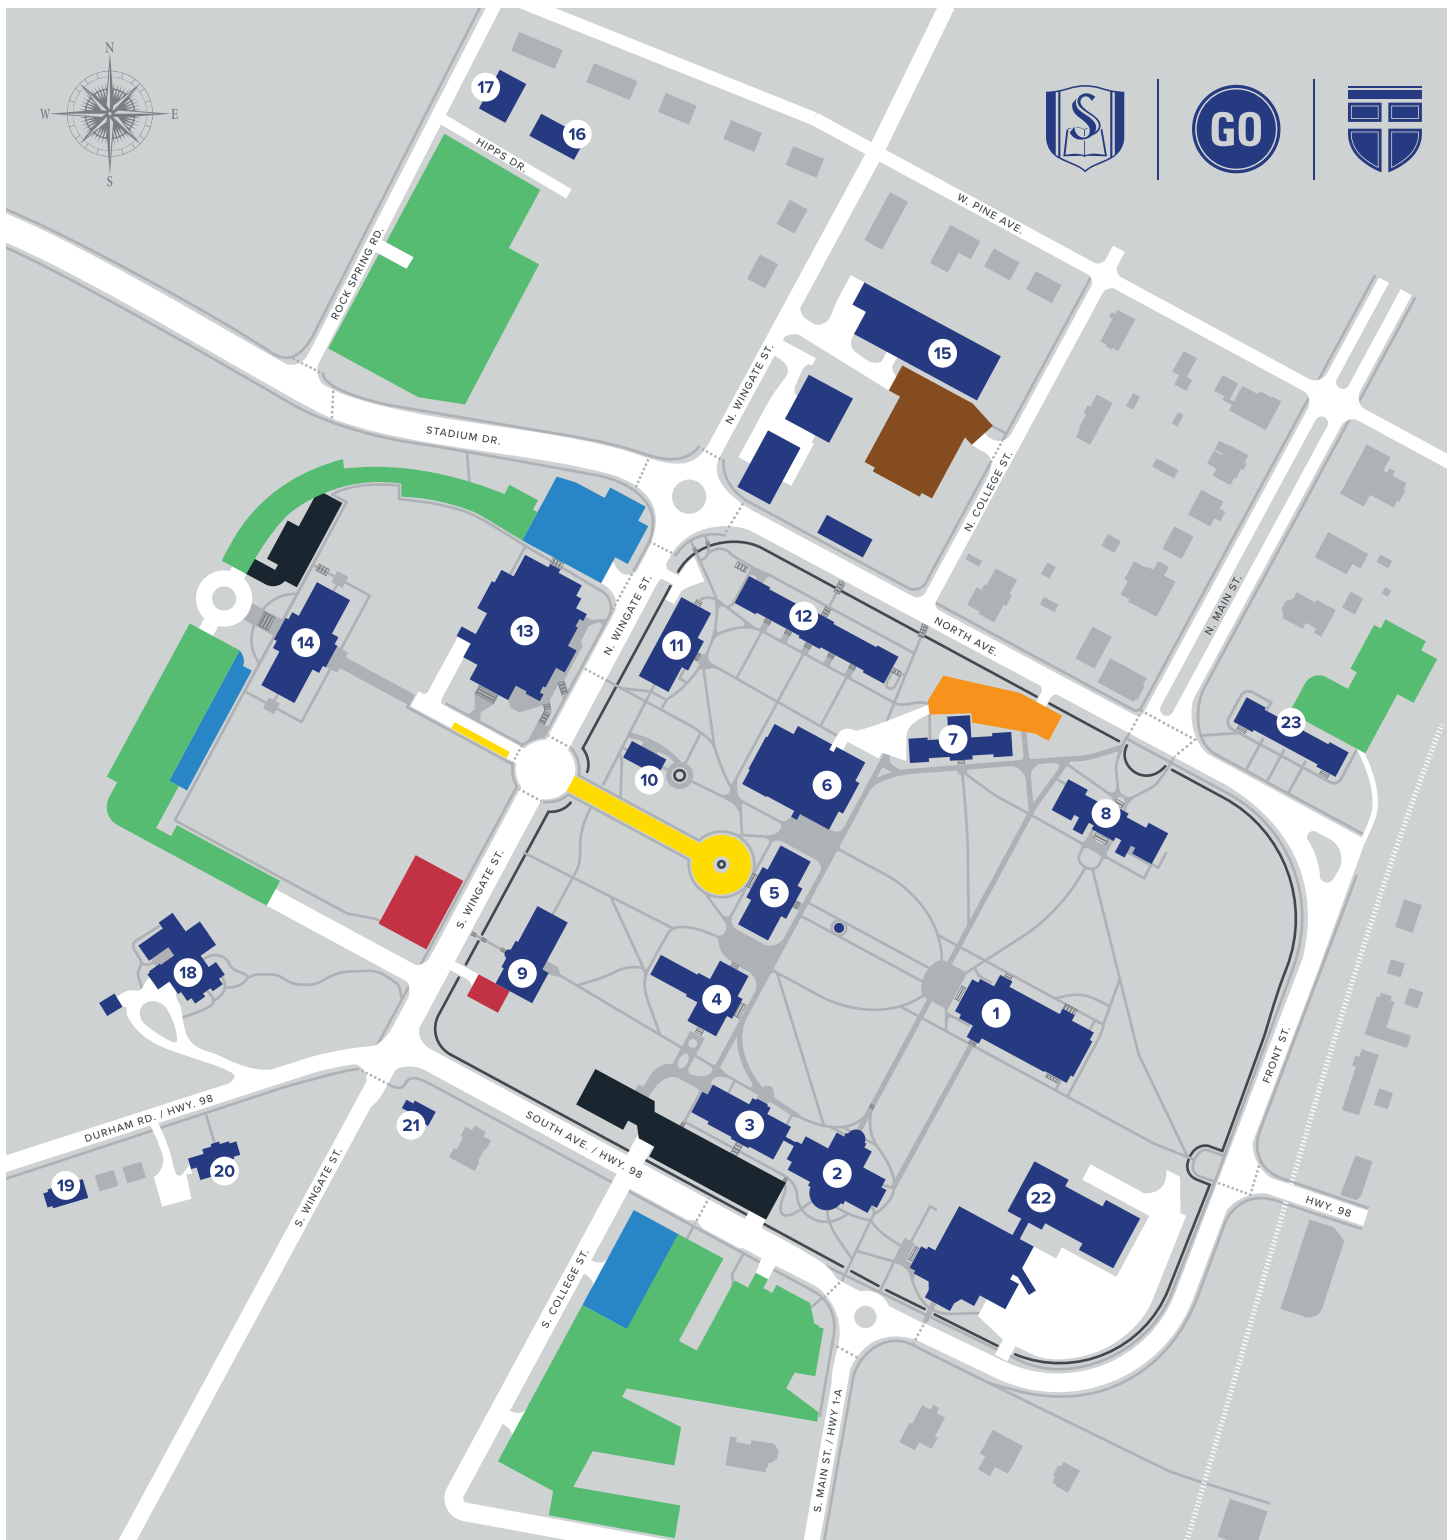 N
W
E
S
17
16
HIPPS DR.
S
GO
W. PINE AVE.
ROCK SPRING RD.
15
N. WINGATE ST.
STADIUM DR.
N. COLLEGE ST.
N. MAIN ST.
14
13
N. WINGATE ST.
11
12
NORTH AVE.
23
7
10
6
8
5
S. WINGATE ST.
18
9
4
1
FRONT ST.
DURHAM RD. / HWY. 98
21
SOUTH AVE. / HWY. 98
3
2
19
20
S. WINGATE ST.
22
HWY. 98
S. COLLEGE ST.
S. MAIN ST. / HWY 1-A